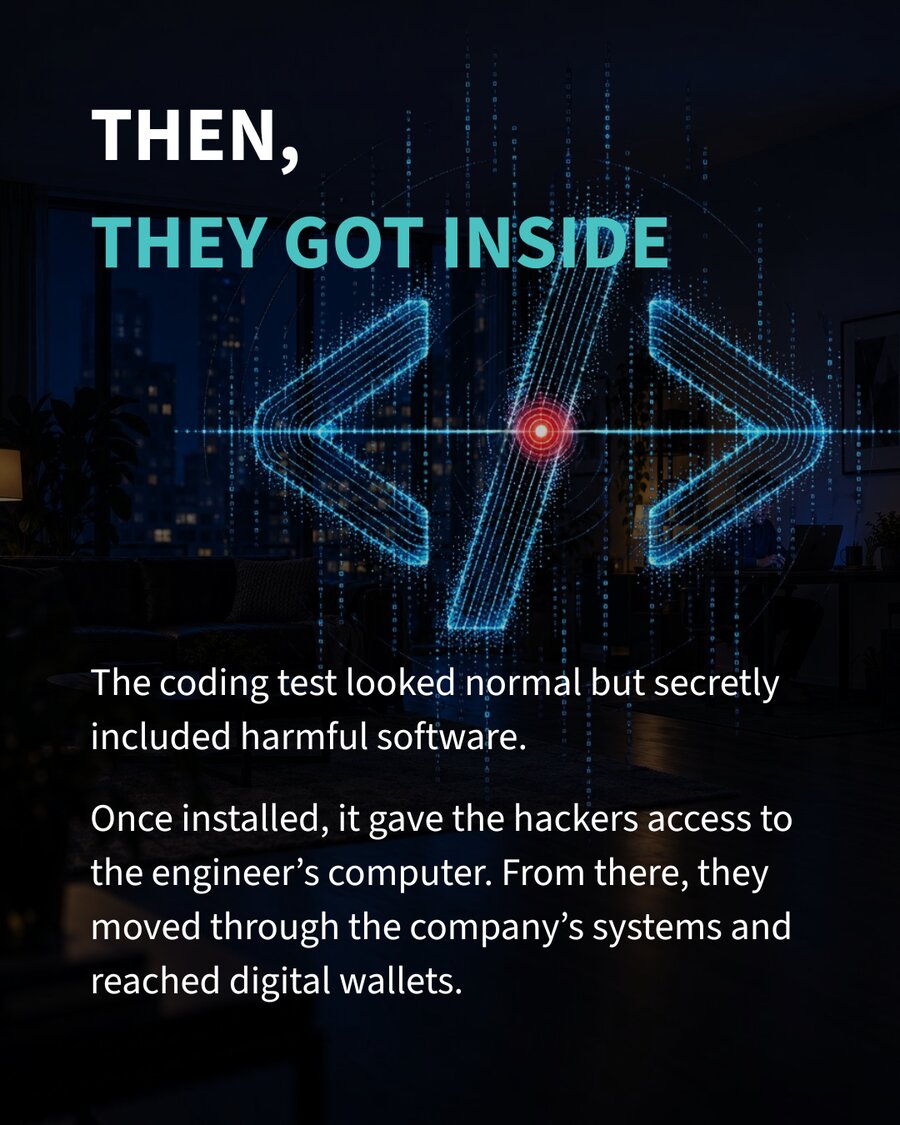 THEN,
THEY GOT INSIDE
The coding test looked normal but secretly
included harmful software.
Once installed, it gave the hackers access to
the engineer’s computer. From there, they
moved through the company’s systems and
reached digital wallets.